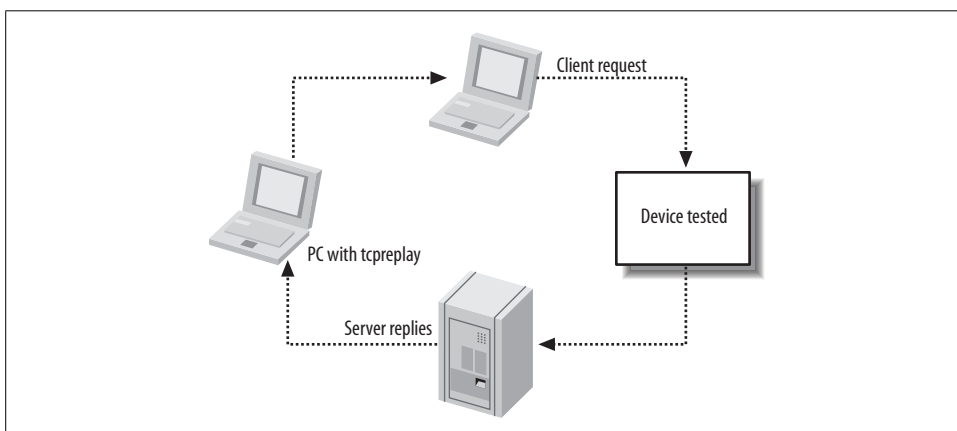 Client request
Device tested
PC with tcpreplay
Server replies